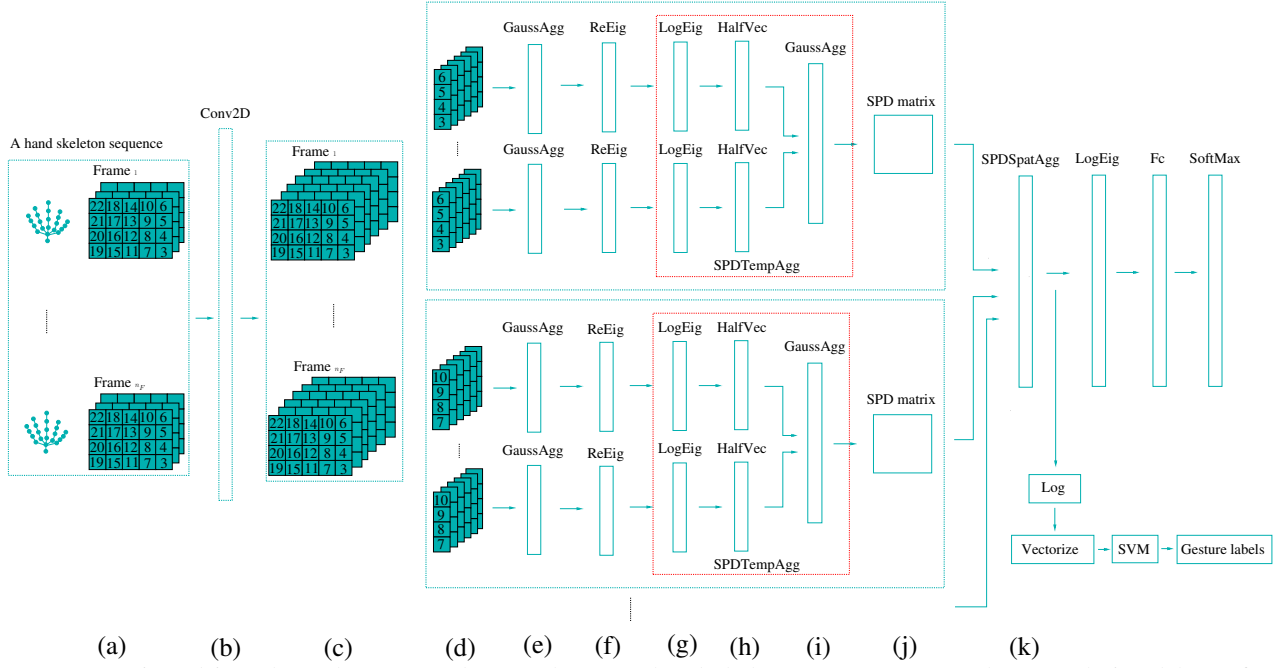 A hand skeleton sequence
Frame 1
22 18 14 10 6
21 17 13 9 5
20 16 12 8 4
19 15 11 7 3
Frame n_F
22 18 14 10 6
21 17 13 9 5
20 16 12 8 4
19 15 11 7 3
Conv2D
Frame 1
22 18 14 10 6
21 17 13 9 5
20 16 12 8 4
19 15 11 7 3
Frame n_F
22 18 14 10 6
21 17 13 9 5
20 16 12 8 4
19 15 11 7 3
GaussAgg ReEig LogEig HalfVec
6
5
4
3
GaussAgg
SPD matrix
GaussAgg ReEig LogEig HalfVec
6
5
4
3
SPDTempAgg
GaussAgg ReEig LogEig HalfVec
10
9
8
7
GaussAgg
SPD matrix
GaussAgg ReEig LogEig HalfVec
10
9
8
7
SPDTempAgg
SPDSpatAgg LogEig Fc SoftMax
Log
Vectorize SVM Gesture labels
(a) (b) (c) (d) (e) (f) (g) (h) (i) (j) (k)